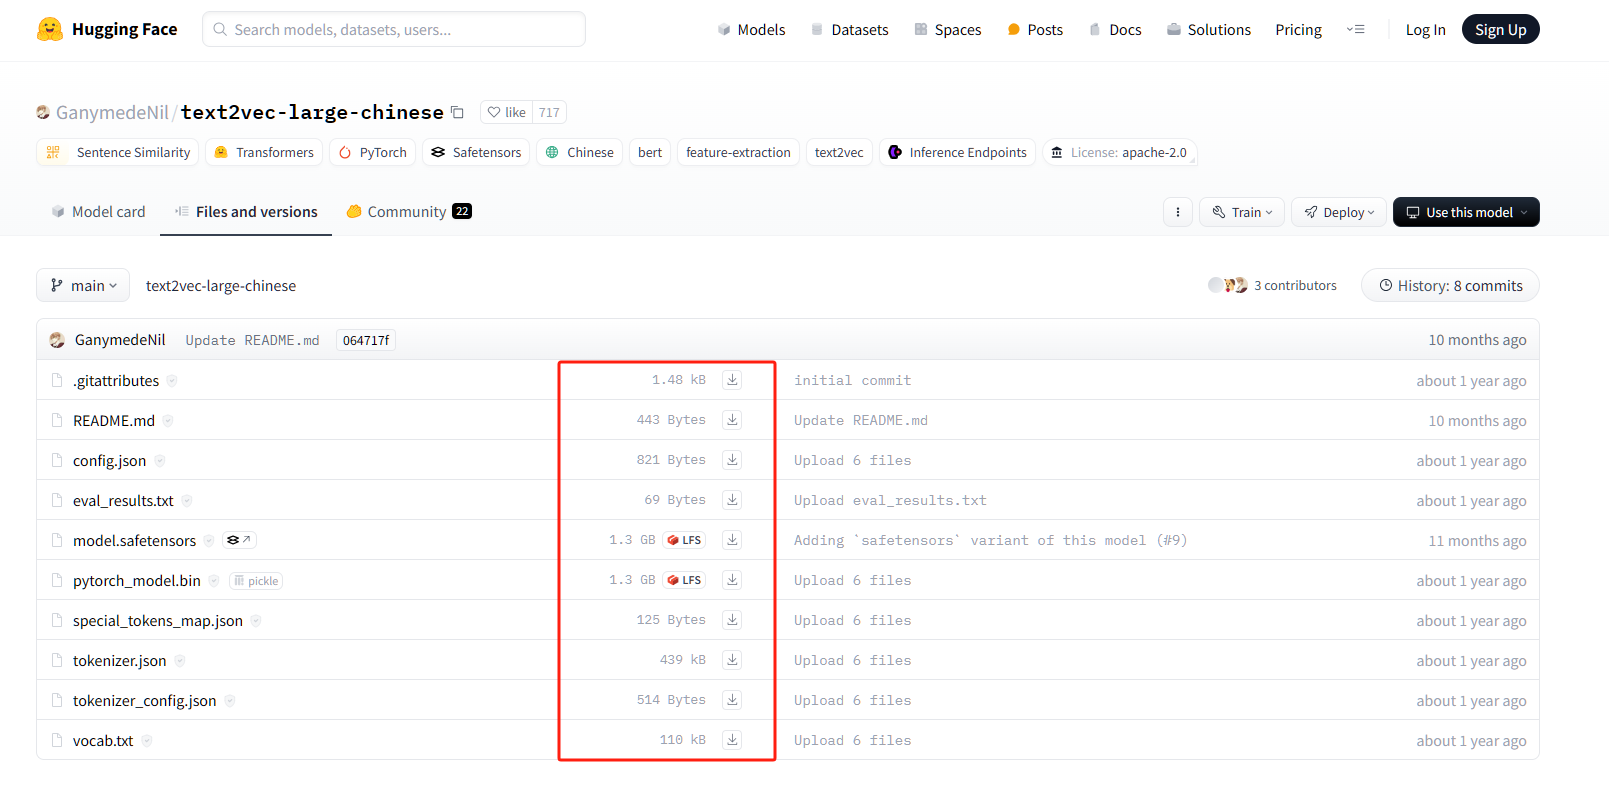 Hugging Face Search models, datasets, users... Models Datasets Spaces Posts Docs Solutions Pricing Log In Sign Up
GanymedeNil/text2vec-large-chinese like 717
Sentence Similarity Transformers PyTorch Safetensors Chinese bert feature-extraction text2vec Inference Endpoints License: apache-2.0
Model card Files and versions Community 22 Train Deploy Use this model
main text2vec-large-chinese 3 contributors History: 8 commits
GanymedeNil Update README.md 064717f 10 months ago
.gitattributes 1.48 kB initial commit about 1 year ago
README.md 443 Bytes Update README.md 10 months ago
config.json 821 Bytes Upload 6 files about 1 year ago
eval_results.txt 69 Bytes Upload eval_results.txt about 1 year ago
model.safetensors 1.3 GB LFS Adding `safetensors` variant of this model (#9) 11 months ago
pytorch_model.bin pickle 1.3 GB LFS Upload 6 files about 1 year ago
special_tokens_map.json 125 Bytes Upload 6 files about 1 year ago
tokenizer.json 439 kB Upload 6 files about 1 year ago
tokenizer_config.json 514 Bytes Upload 6 files about 1 year ago
vocab.txt 110 kB Upload 6 files about 1 year ago